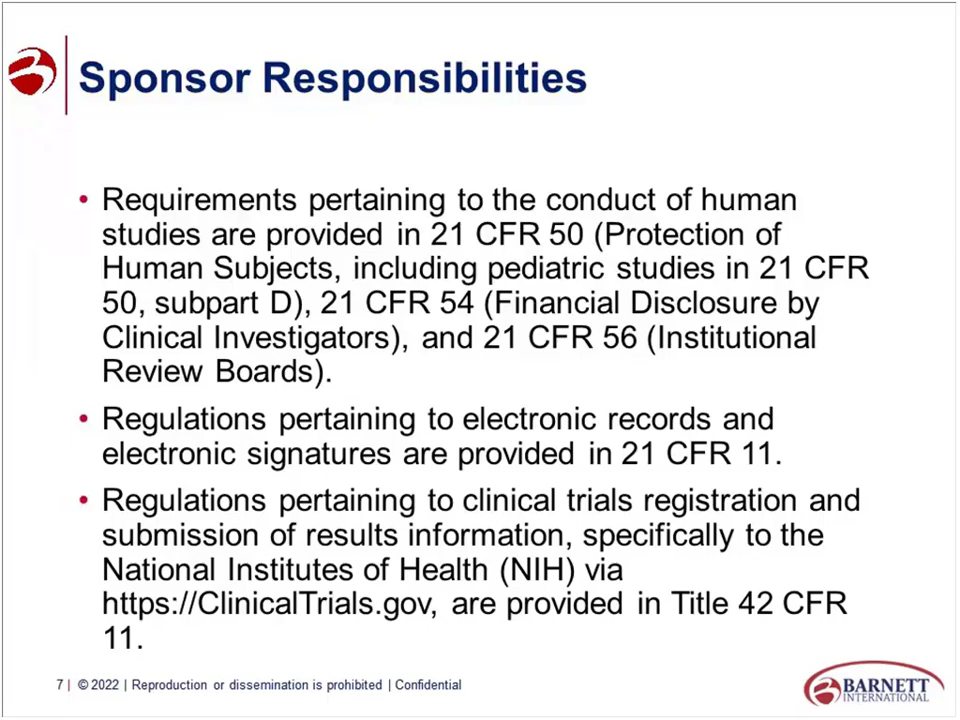 Sponsor Responsibilities
• Requirements pertaining to the conduct of human
studies are provided in 21 CFR 50 (Protection of
Human Subjects, including pediatric studies in 21 CFR
50, subpart D), 21 CFR 54 (Financial Disclosure by
Clinical Investigators), and 21 CFR 56 (Institutional
Review Boards).
• Regulations pertaining to electronic records and
electronic signatures are provided in 21 CFR 11.
• Regulations pertaining to clinical trials registration and
submission of results information, specifically to the
National Institutes of Health (NIH) via
https://ClinicalTrials.gov, are provided in Title 42 CFR
11.
7 | © 2022 | Reproduction or dissemination is prohibited | Confidential
BARNETT
INTERNATIONAL